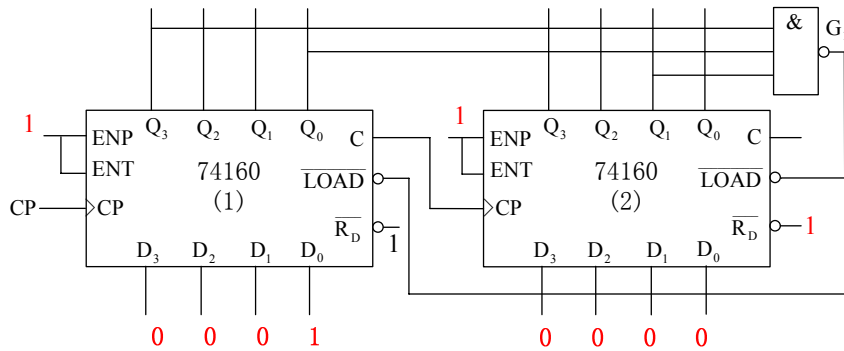 & G
1 ENP Q3 Q2 Q1 Q0 C 1 ENP Q3 Q2 Q1 Q0 C
ENT 74160 LOAD ENT 74160 LOAD
CP CP (1) CP (2)
RD 1 RD 1
D3 D2 D1 D0 D3 D2 D1 D0
0 0 0 1 0 0 0 0